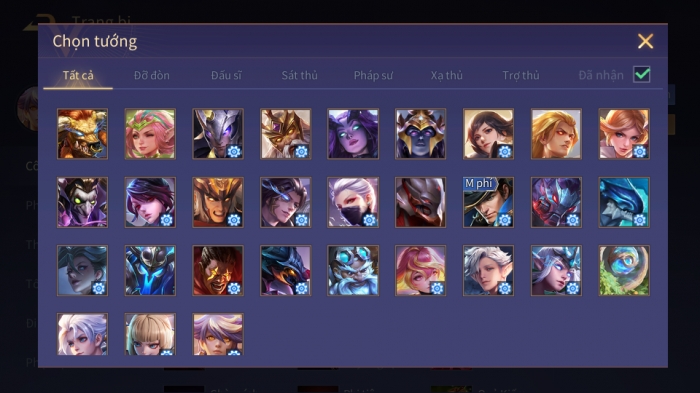 Trang bị
Chọn tướng
Tất cả
Đỡ đòn
Đấu sĩ
Sát thủ
Pháp sư
Xạ thủ
Trợ thủ
Đã nhận
M phí